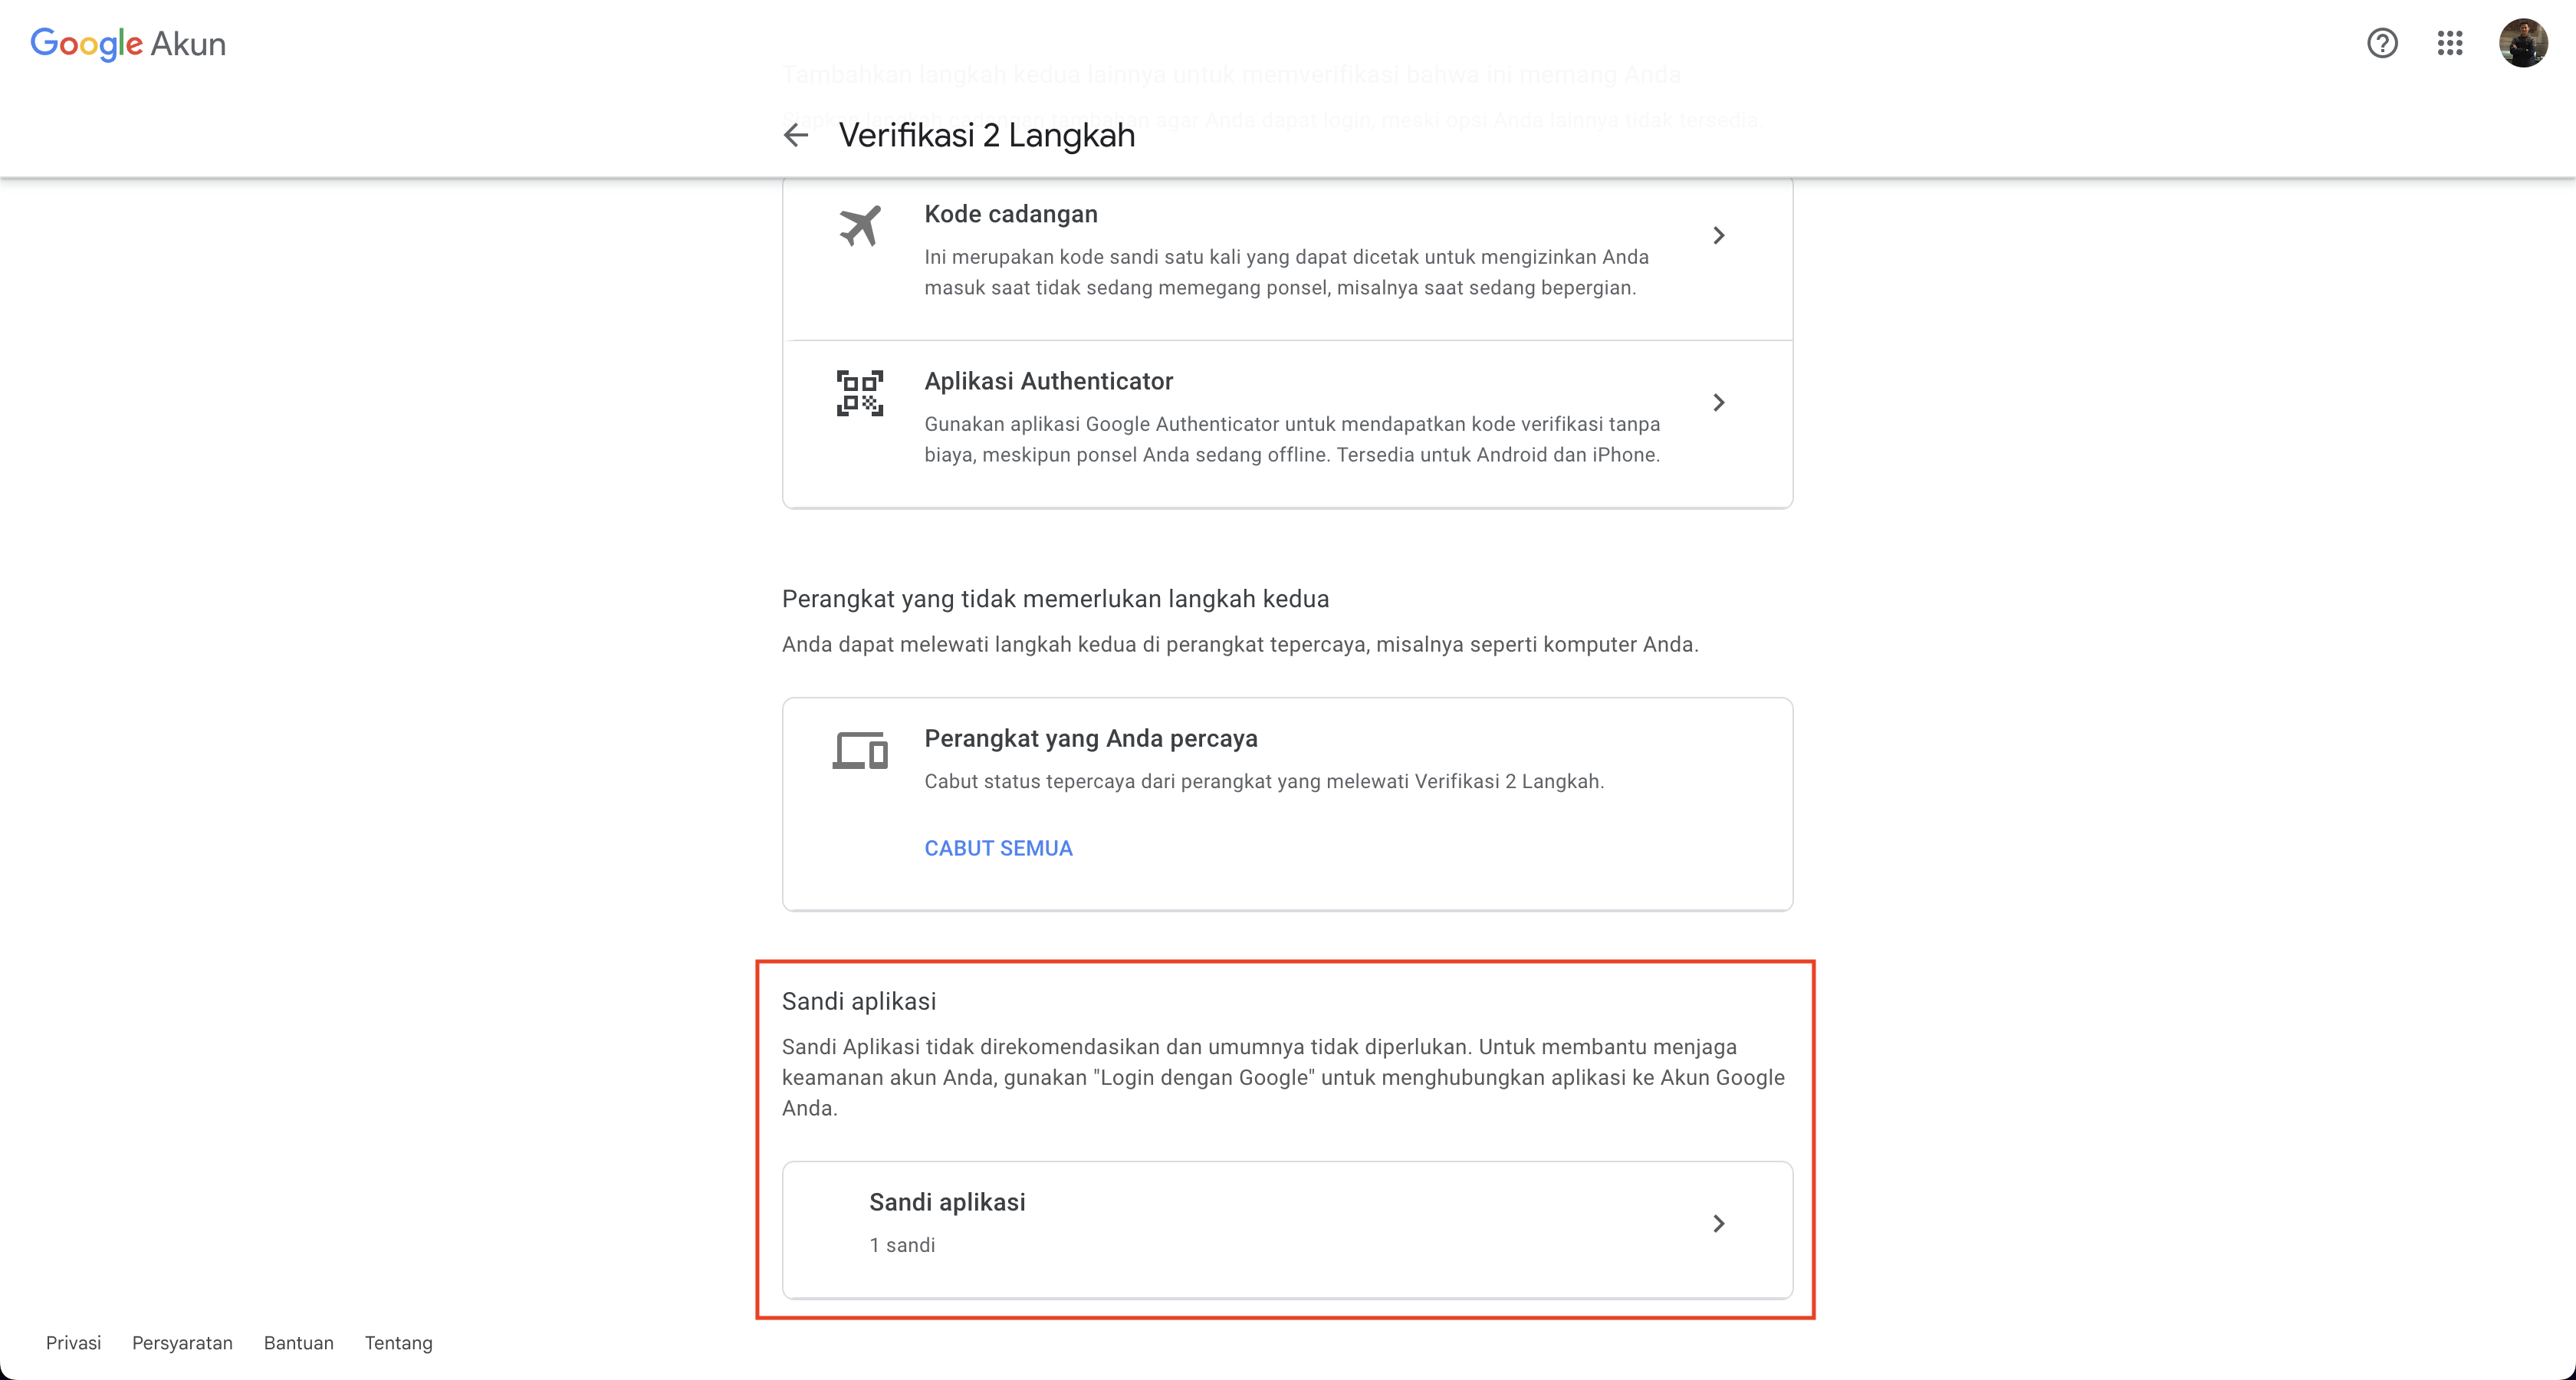 Google Akun
Tambahkan langkah kedua lainnya untuk memverifikasi bahwa ini memang Anda
Siapkan langkah cadangan tambahan agar Anda dapat login, meski opsi Anda lainnya tidak tersedia.
Verifikasi 2 Langkah
Kode cadangan
Ini merupakan kode sandi satu kali yang dapat dicetak untuk mengizinkan Anda
masuk saat tidak sedang memegang ponsel, misalnya saat sedang bepergian.
Aplikasi Authenticator
Gunakan aplikasi Google Authenticator untuk mendapatkan kode verifikasi tanpa
biaya, meskipun ponsel Anda sedang offline. Tersedia untuk Android dan iPhone.
Perangkat yang tidak memerlukan langkah kedua
Anda dapat melewati langkah kedua di perangkat tepercaya, misalnya seperti komputer Anda.
Perangkat yang Anda percaya
Cabut status tepercaya dari perangkat yang melewati Verifikasi 2 Langkah.
CABUT SEMUA
Sandi aplikasi
Sandi Aplikasi tidak direkomendasikan dan umumnya tidak diperlukan. Untuk membantu menjaga
keamanan akun Anda, gunakan "Login dengan Google" untuk menghubungkan aplikasi ke Akun Google
Anda.
Sandi aplikasi
1 sandi
Privasi Persyaratan Bantuan Tentang